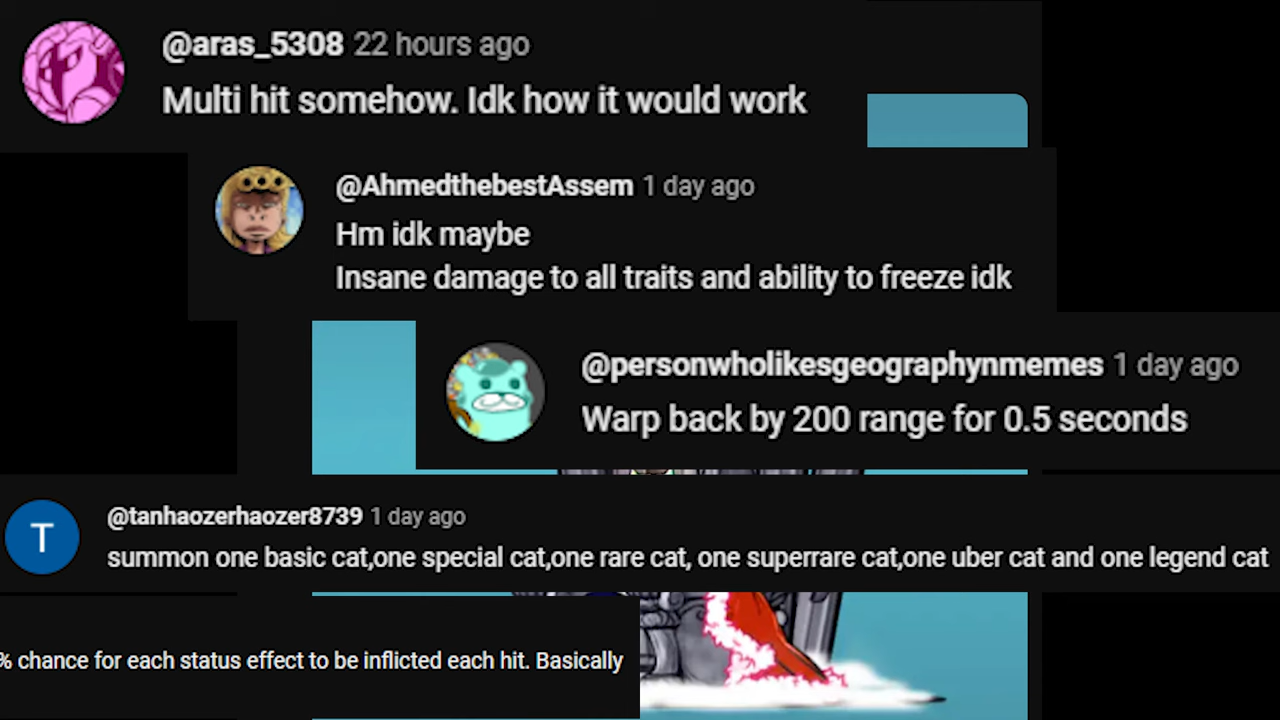 @aras_5308 22 hours ago
Multi hit somehow. Idk how it would work
@AhmedthebestAssem 1 day ago
Hm idk maybe
Insane damage to all traits and ability to freeze idk
@personwholikesgeographynmemes 1 day ago
Warp back by 200 range for 0.5 seconds
T
@tanhaozerhaozer8739 1 day ago
summon one basic cat,one special cat,one rare cat, one superrare cat,one uber cat and one legend cat
% chance for each status effect to be inflicted each hit. Basically